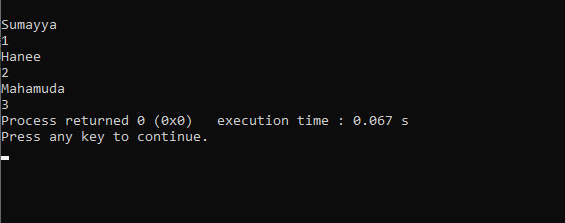 Sumayya
1
Hanee
2
Mahamuda
3
Process returned 0 (0x0)   execution time : 0.067 s
Press any key to continue.